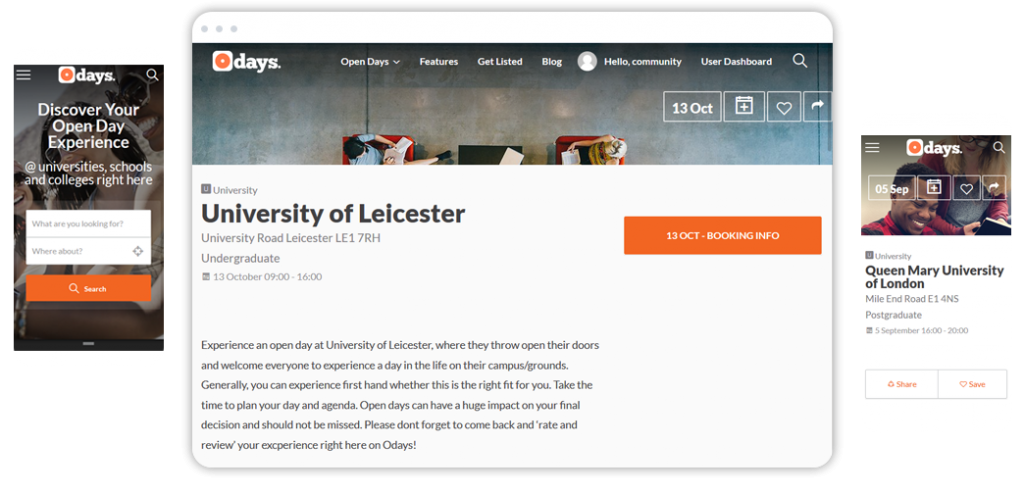 Odays.
Discover Your
Open Day
Experience
@ universities, schools
and colleges right here
What are you looking for?
Where about?
Search
Odays.
Open Days
Features
Get Listed
Blog
Hello, community
User Dashboard
13 Oct
U University
University of Leicester
University Road Leicester LE1 7RH
Undergraduate
13 October 09:00 - 16:00
13 OCT - BOOKING INFO
Experience an open day at University of Leicester, where they throw open their doors
and welcome everyone to experience a day in the life on their campus/grounds.
Generally, you can experience first hand whether this is the right fit for you. Take the
time to plan your day and agenda. Open days can have a huge impact on your final
decision and should not be missed. Please dont forget to come back and 'rate and
review' your excperience right here on Odays!
Odays.
05 Sep
U University
Queen Mary University
of London
Mile End Road E1 4NS
Postgraduate
5 September 16:00 - 20:00
Share
Save